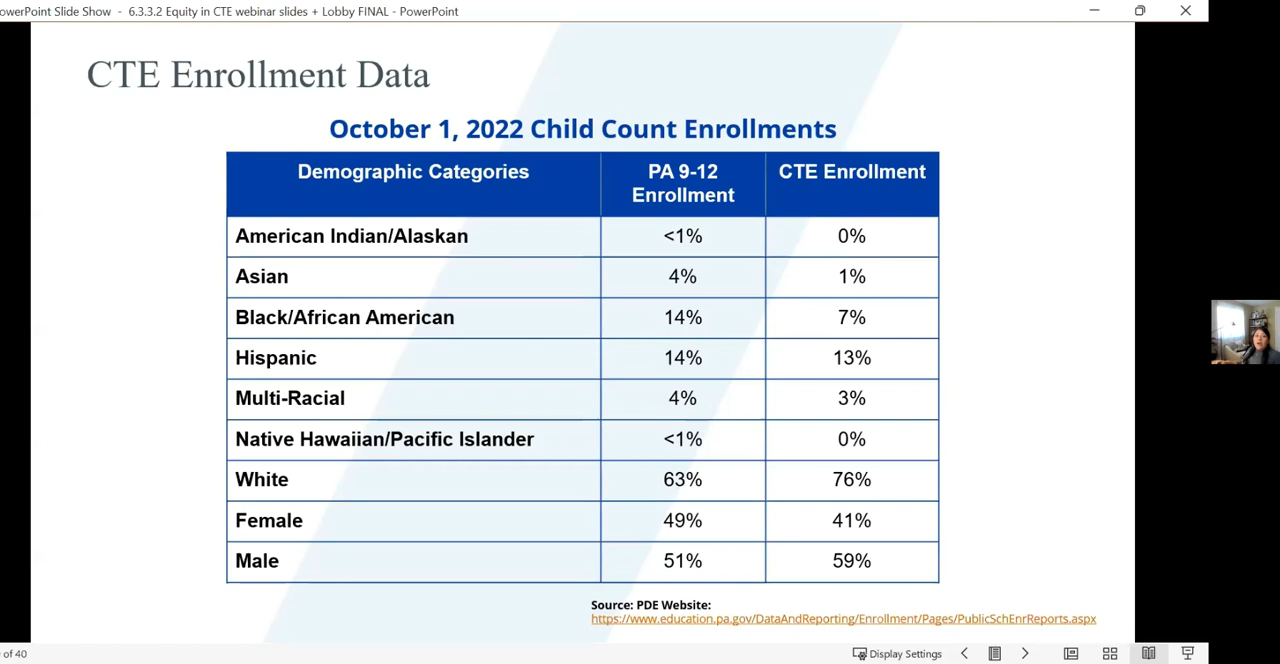 owerPoint Slide Show - 6.3.3.2 Equity in CTE webinar slides + Lobby FINAL - PowerPoint
CTE Enrollment Data
October 1, 2022 Child Count Enrollments
Demographic Categories PA 9-12 Enrollment CTE Enrollment
American Indian/Alaskan <1% 0%
Asian 4% 1%
Black/African American 14% 7%
Hispanic 14% 13%
Multi-Racial 4% 3%
Native Hawaiian/Pacific Islander <1% 0%
White 63% 76%
Female 49% 41%
Male 51% 59%
Source: PDE Website:
https://www.education.pa.gov/DataAndReporting/Enrollment/Pages/PublicSchEnrReports.aspx
of 40 Display Settings